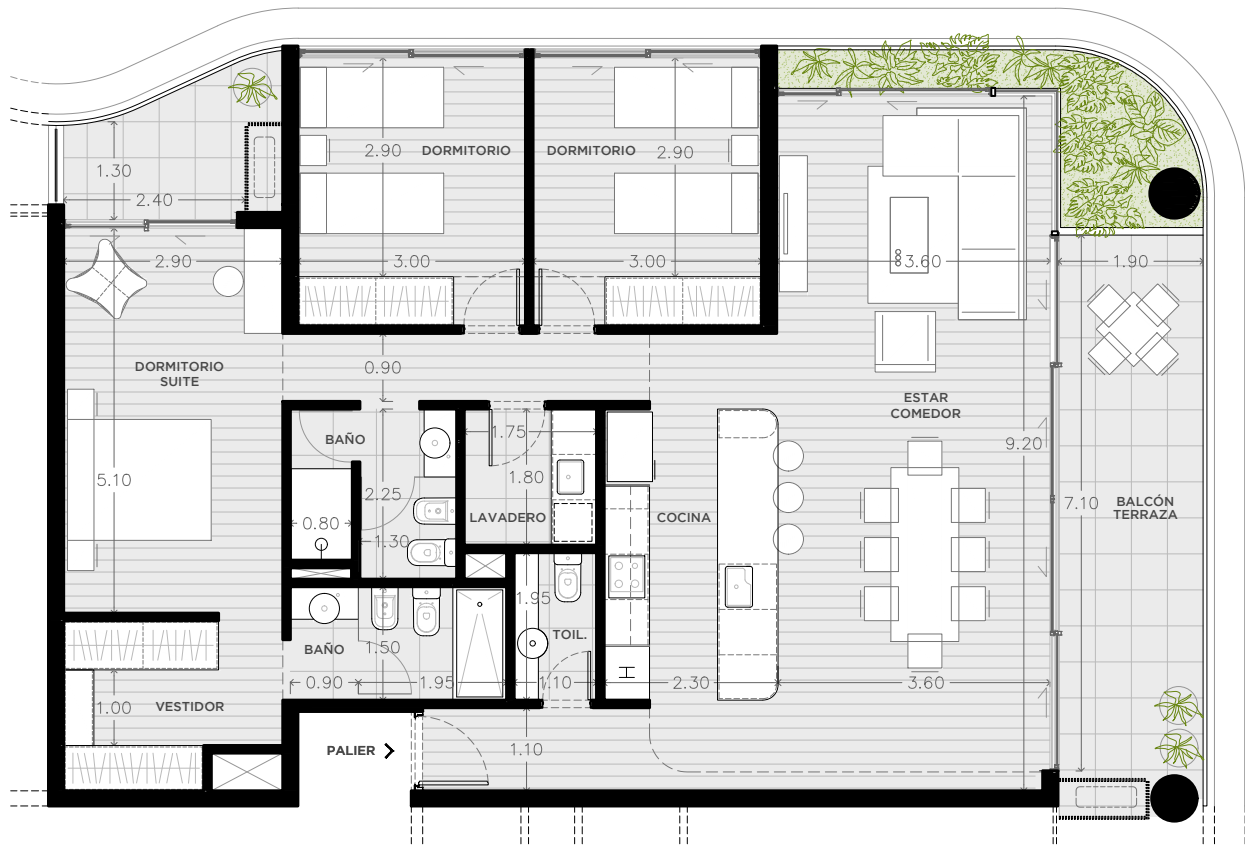 2.90
DORMITORIO
DORMITORIO
2.90
1.30
2.40
2.90
3.00
3.00
3.60
1.90
DORMITORIO
SUITE
0.90
ESTAR
COMEDOR
BAÑO
1.75
9.20
5.10
2.25
1.80
0.80
LAVADERO
COCINA
7.10
BALCÓN
TERRAZA
1.30
1.95
TOIL.
BAÑO
1.50
0.90
1.95
1.10
2.30
3.60
1.00
VESTIDOR
PALIER
1.10
H